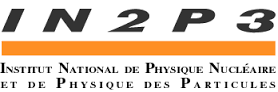 IN2P3
Institut National de Physique Nucléaire
et de Physique des Particules